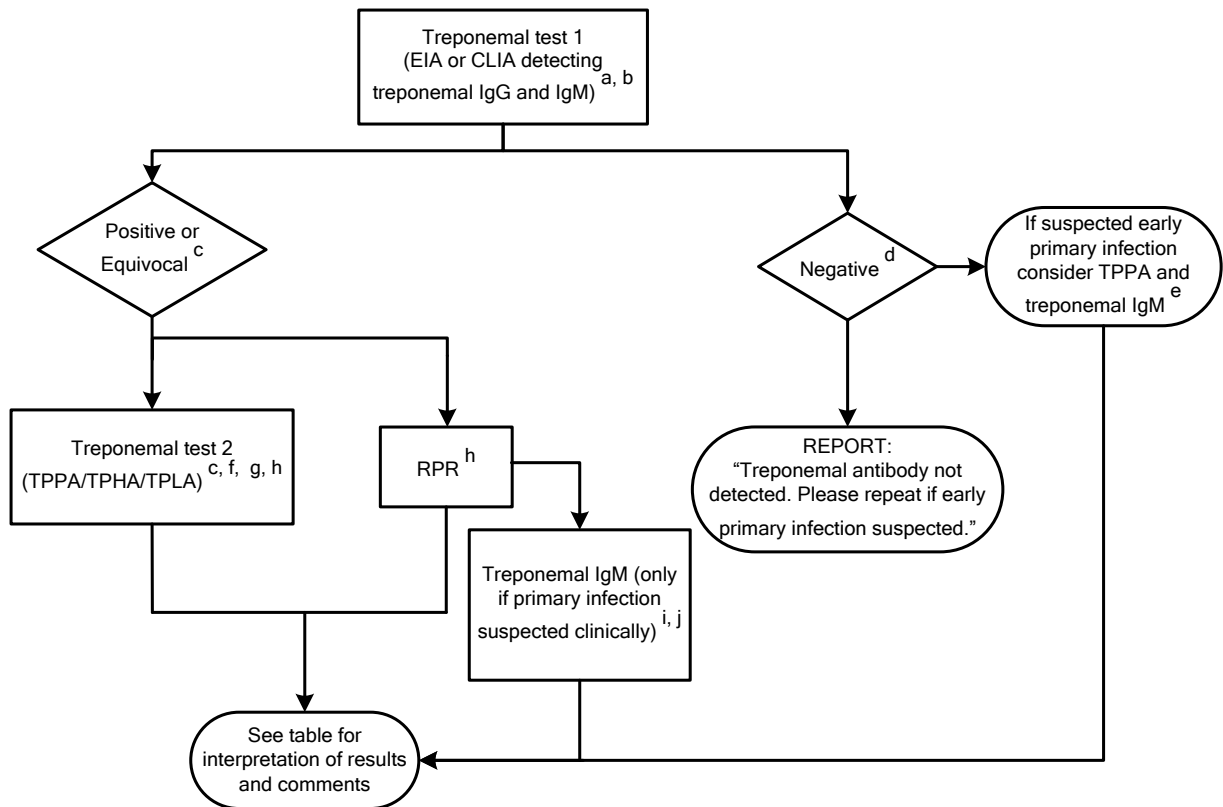 Treponemal test 1
(EIA or CLIA detecting
treponemal IgG and IgM) a, b
Positive or
Equivocal c
Negative d
If suspected early
primary infection
consider TPPA and
treponemal IgM e
Treponemal test 2
(TPPA/TPHA/TPLA) c, f, g, h
RPR h
REPORT:
“Treponemal antibody not
detected. Please repeat if early
primary infection suspected.”
Treponemal IgM (only
if primary infection
suspected clinically) i, j
See table for
interpretation of results
and comments